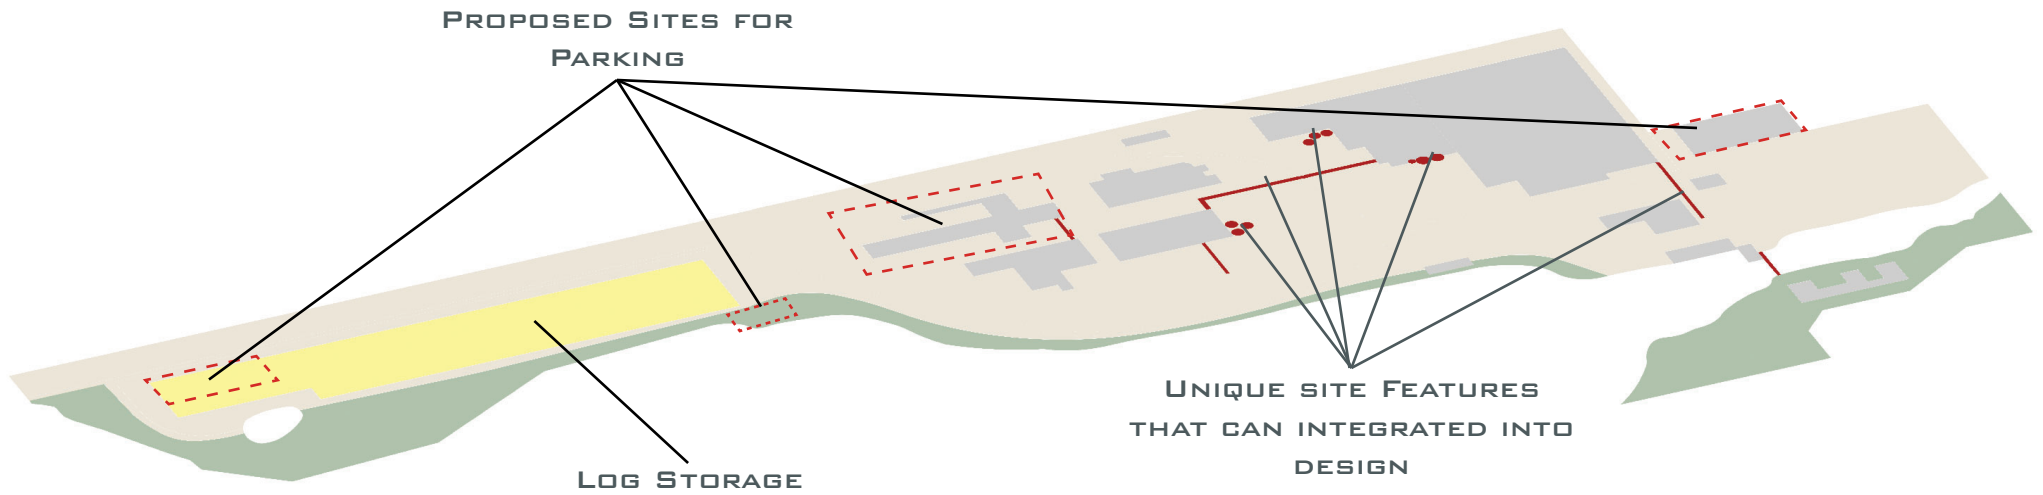 Proposed Sites for
Parking
Unique site Features
that can integrated into
design
Log Storage